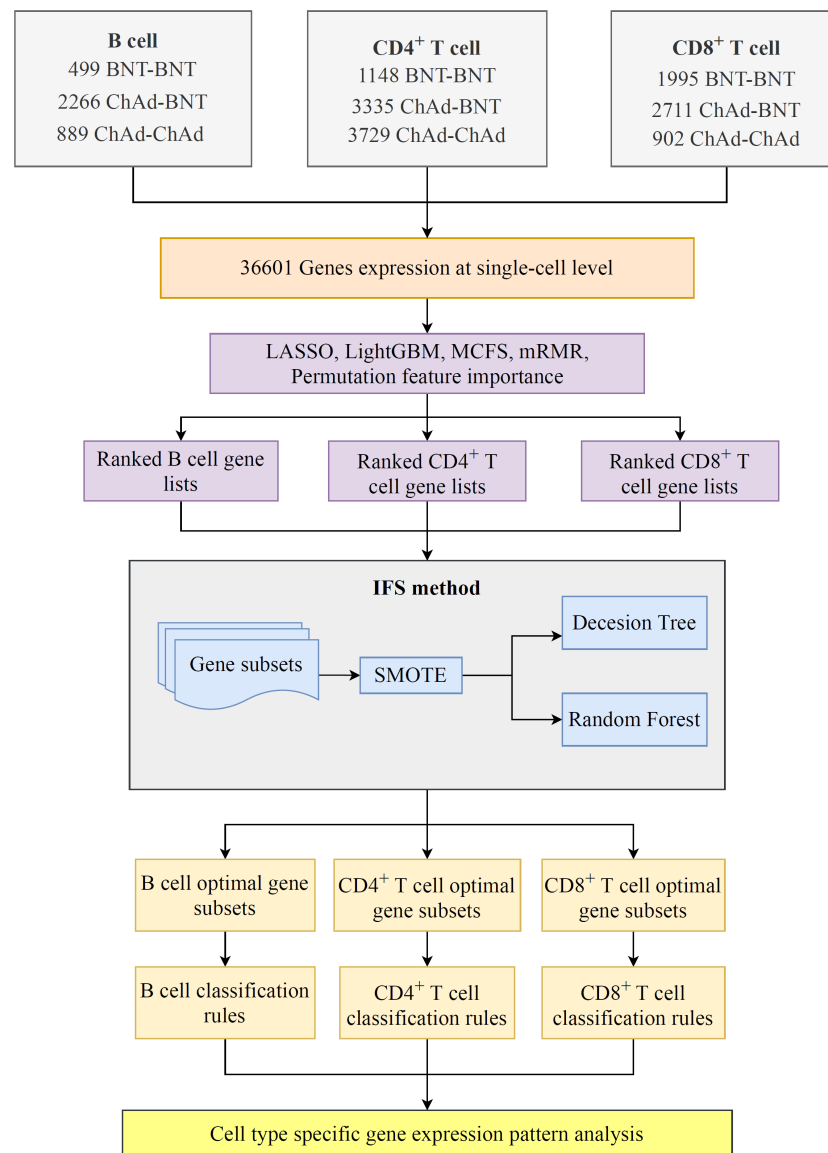 B cell
499 BNT-BNT
2266 ChAd-BNT
889 ChAd-ChAd
CD4⁺ T cell
1148 BNT-BNT
3335 ChAd-BNT
3729 ChAd-ChAd
CD8⁺ T cell
1995 BNT-BNT
2711 ChAd-BNT
902 ChAd-ChAd
36601 Genes expression at single-cell level
LASSO, LightGBM, MCFS, mRMR,
Permutation feature importance
Ranked B cell gene
lists
Ranked CD4⁺ T
cell gene lists
Ranked CD8⁺ T
cell gene lists
IFS method
Gene subsets
SMOTE
Decesion Tree
Random Forest
B cell optimal gene
subsets
CD4⁺ T cell optimal
gene subsets
CD8⁺ T cell optimal
gene subsets
B cell classification
rules
CD4⁺ T cell
classification rules
CD8⁺ T cell
classification rules
Cell type specific gene expression pattern analysis